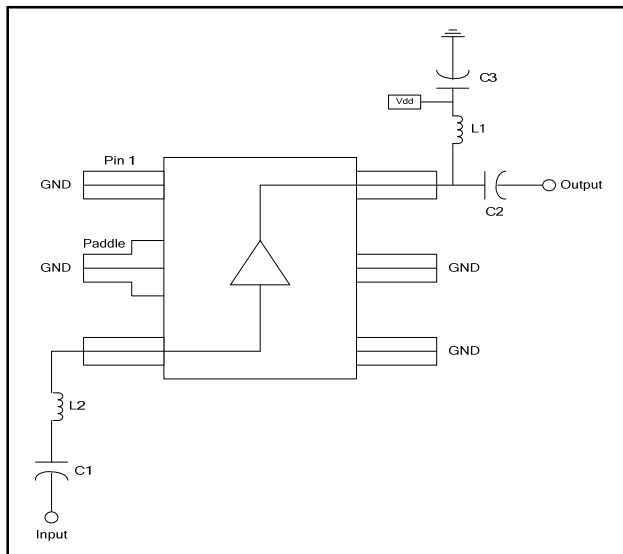 C3
Vdd
L1
Pin 1
GND
Output
C2
Paddle
GND
GND
GND
L2
C1
Input